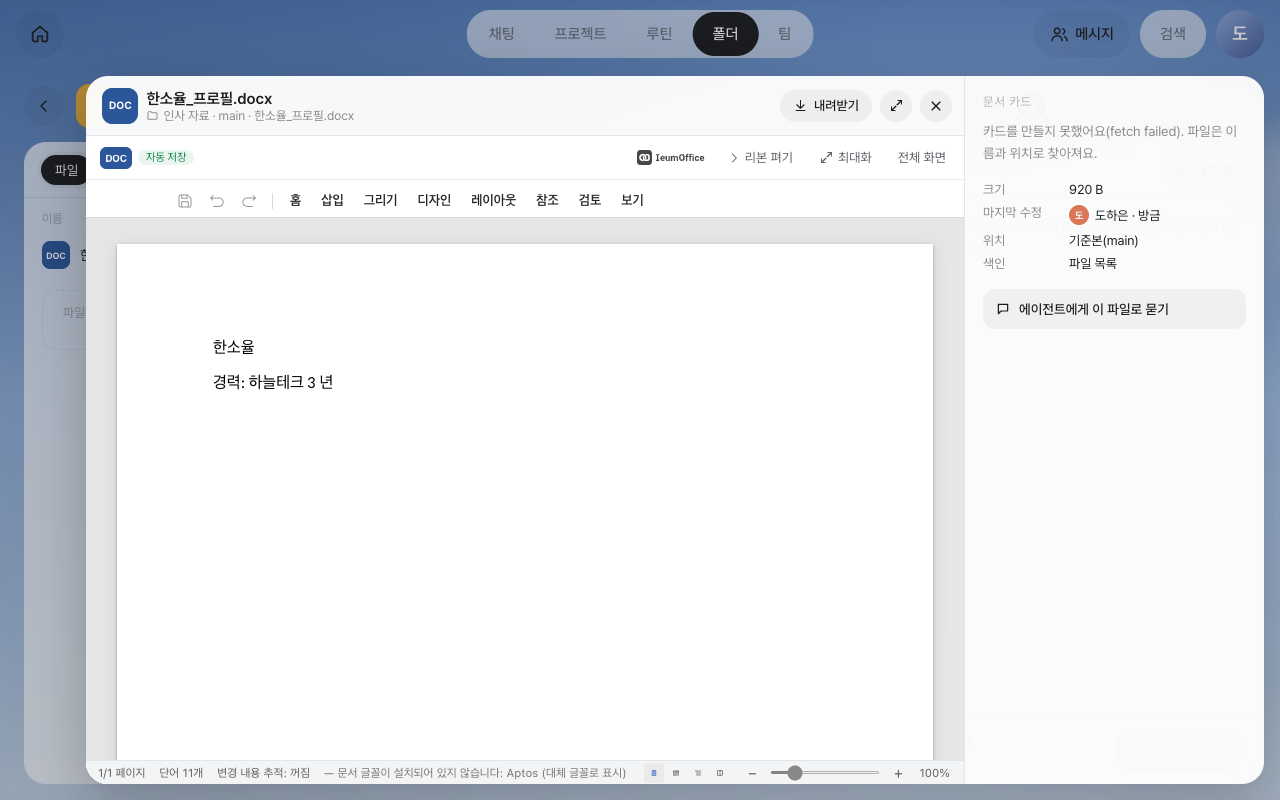 채팅
프로젝트
루틴
폴더
팀
메시지
검색
도
DOC
한소율_프로필.docx
인사 자료 · main · 한소율_프로필.docx
내려받기
DOC
자동 저장
IeumOffice
리본 펴기
최대화
전체 화면
홈
삽입
그리기
디자인
레이아웃
참조
검토
보기
파일
이름
DOC
파일
한소율
경력: 하늘테크 3 년
1/1 페이지
단어 11개
변경 내용 추적: 꺼짐
— 문서 글꼴이 설치되어 있지 않습니다: Aptos (대체 글꼴로 표시)
100%
문서 카드
카드를 만들지 못했어요(fetch failed). 파일은 이
름과 위치로 찾아져요.
크기 920 B
마지막 수정 도 도하은 · 방금
위치 기준본(main)
색인 파일 목록
에이전트에게 이 파일로 묻기